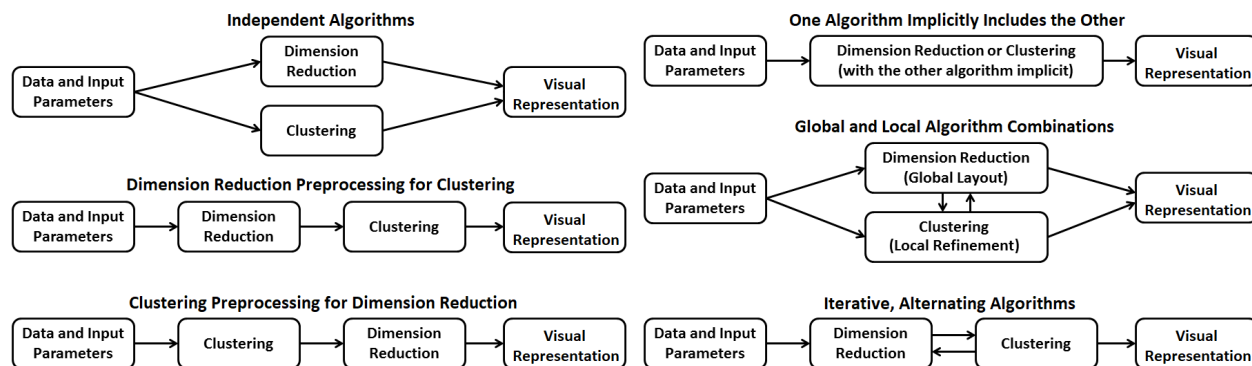 Independent Algorithms
Data and Input
Parameters
Dimension
Reduction
Clustering
Visual
Representation
Dimension Reduction Preprocessing for Clustering
Data and Input
Parameters
Dimension
Reduction
Clustering
Visual
Representation
Clustering Preprocessing for Dimension Reduction
Data and Input
Parameters
Clustering
Dimension
Reduction
Visual
Representation
One Algorithm Implicitly Includes the Other
Data and Input
Parameters
Dimension Reduction or Clustering
(with the other algorithm implicit)
Visual
Representation
Global and Local Algorithm Combinations
Data and Input
Parameters
Dimension Reduction
(Global Layout)
Clustering
(Local Refinement)
Visual
Representation
Iterative, Alternating Algorithms
Data and Input
Parameters
Dimension
Reduction
Clustering
Visual
Representation